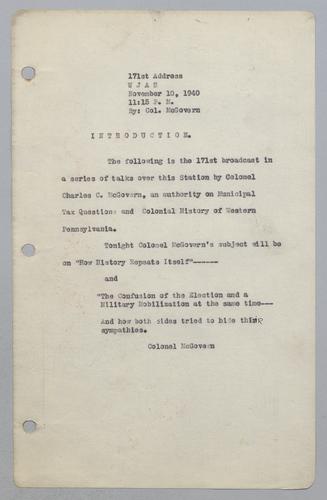 171st Address
W J A S
November 10, 1940
11:15 P. M.
By: Col. McGovern
I N T R O D U C T I O N.
The following is the 171st broadcast in
a series of talks over this Station by Colonel
Charles C. McGovern, an authority on Municipal
Tax Questions and Colonial History of Western
Pennsylvania.
Tonight Colonel McGovern's subject will be
on "How History Repeats Itself"------
and
"The Confusion of the Election and a
Military Mobilization at the same time---
And how both sides tried to hide their
sympathies.
Colonel McGovern